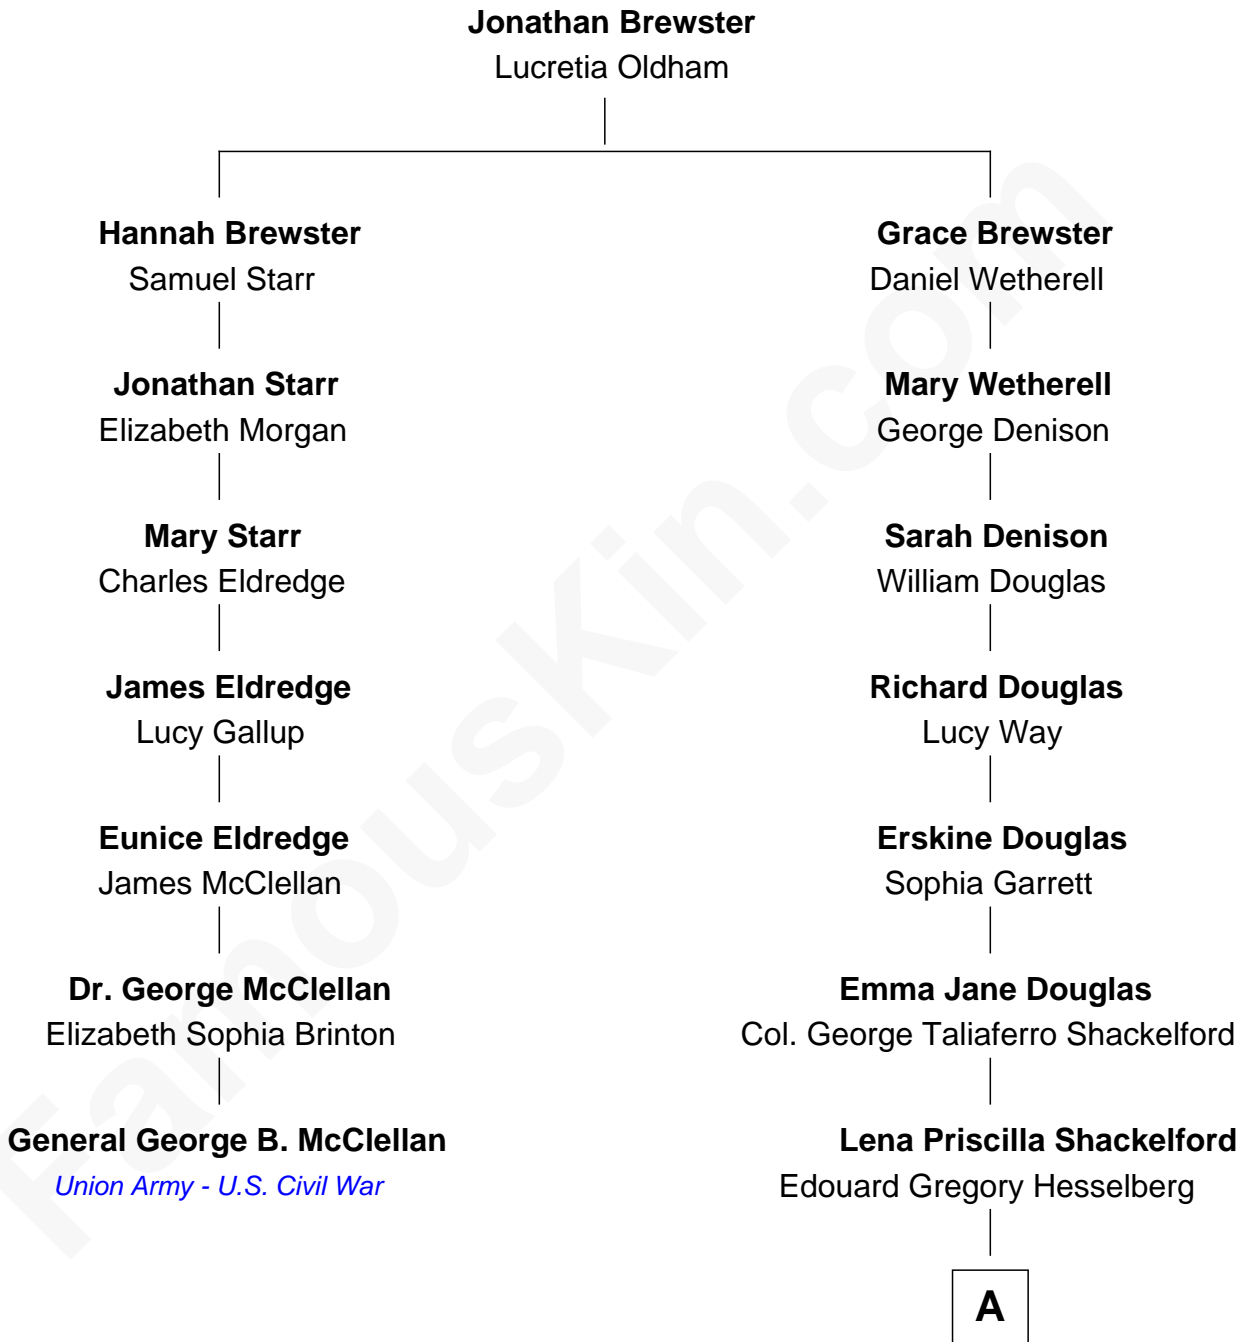 Jonathan Brewster
Lucretia Oldham
Hannah Brewster
Samuel Starr
Grace Brewster
Daniel Wetherell
Jonathan Starr
Elizabeth Morgan
Mary Wetherell
George Denison
Mary Starr
Charles Eldredge
Sarah Denison
William Douglas
James Eldredge
Lucy Gallup
Richard Douglas
Lucy Way
Eunice Eldredge
James McClellan
Erskine Douglas
Sophia Garrett
Dr. George McClellan
Elizabeth Sophia Brinton
Emma Jane Douglas
Col. George Taliaferro Shackelford
General George B. McClellan
Union Army - U.S. Civil War
Lena Priscilla Shackelford
Edouard Gregory Hesselberg
A
FamousKin.com